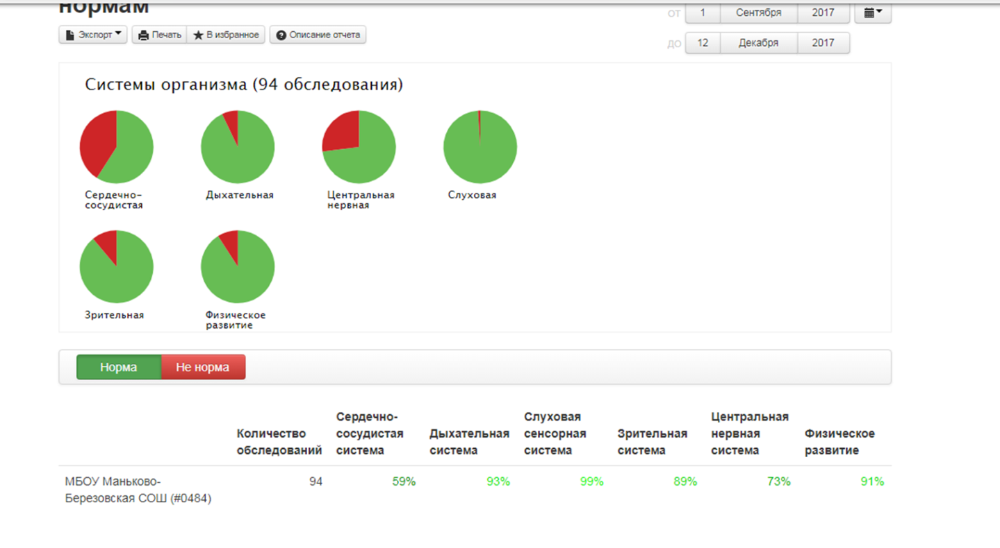 нормам
от 1 Сентября 2017
Экспорт Печать В избранное Описание отчета
до 12 Декабря 2017
Системы организма (94 обследования)
Сердечно-
сосудистая
Дыхательная
Центральная
нервная
Слуховая
Зрительная
Физическое
развитие
Норма Не норма
Количество
обследований
Сердечно-
сосудистая
система
Дыхательная
система
Слуховая
сенсорная
система
Зрительная
система
Центральная
нервная
система
Физическое
развитие
МБОУ Маньково-
Березовская СОШ (#0484)
94 59% 93% 99% 89% 73% 91%